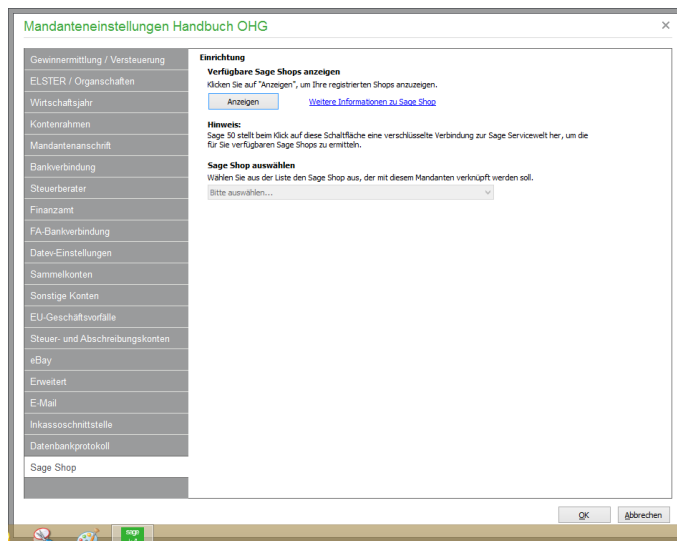 Mandanteneinstellungen Handbuch OHG
Gewinnermittlung / Versteuerung
ELSTER / Organschaften
Wirtschaftsjahr
Kontenrahmen
Mandantenanschrift
Bankverbindung
Steuerberater
Finanzamt
FA-Bankverbindung
Datev-Einstellungen
Sammelkonten
Sonstige Konten
EU-Geschäftsvorfälle
Steuer- und Abschreibungskonten
eBay
Erweitert
E-Mail
Inkassoschnittstelle
Datenbankprotokoll
Sage Shop
Einrichtung
Verfügbare Sage Shops anzeigen
Klicken Sie auf "Anzeigen", um Ihre registrierten Shops anzuzeigen.
Anzeigen
Weitere Informationen zu Sage Shop
Hinweis:
Sage 50 stellt beim Klick auf diese Schaltfläche eine verschlüsselte Verbindung zur Sage Servicewelt her, um die
für Sie verfügbaren Sage Shops zu ermitteln.
Sage Shop auswählen
Wählen Sie aus der Liste den Sage Shop aus, der mit diesem Mandanten verknüpft werden soll.
Bitte auswählen...
OK
Abbrechen
sage